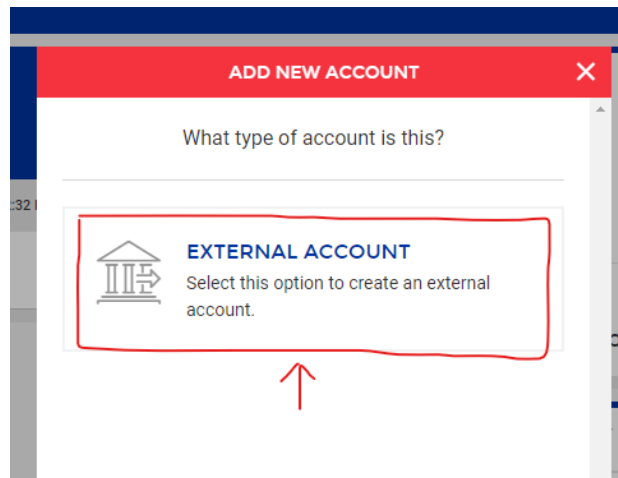 ADD NEW ACCOUNT
What type of account is this?
:32
EXTERNAL ACCOUNT
Select this option to create an external
account.